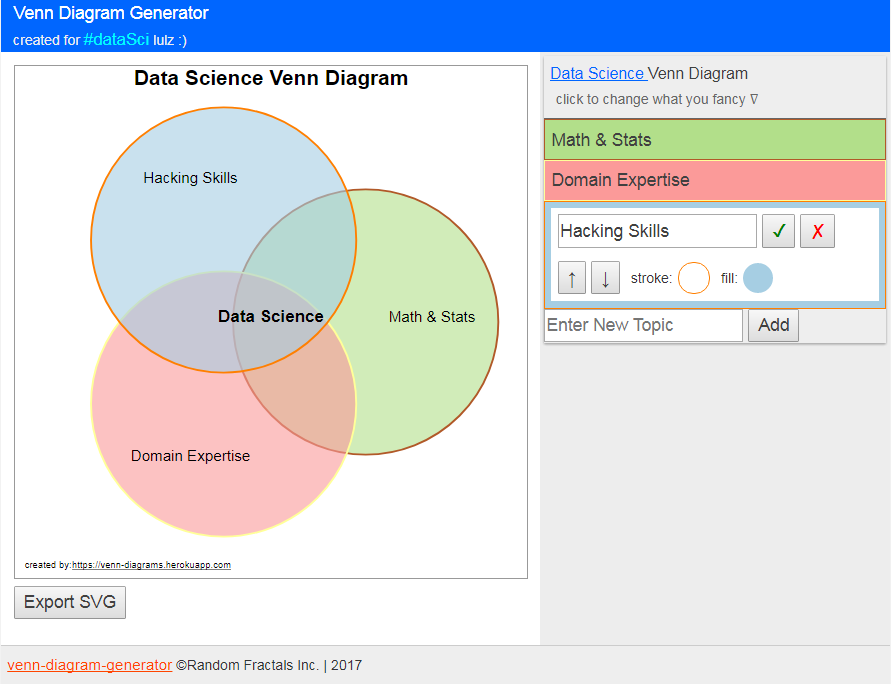 Venn Diagram Generator
created for #dataSci lulz :)
Data Science Venn Diagram
Hacking Skills
Data Science
Math & Stats
Domain Expertise
created by:https://venn-diagrams.herokuapp.com
Export SVG
Data Science Venn Diagram
click to change what you fancy ∇
Math & Stats
Domain Expertise
Hacking Skills ✓ ✗
↑ ↓ stroke: fill:
Enter New Topic Add
venn-diagram-generator ©Random Fractals Inc. | 2017